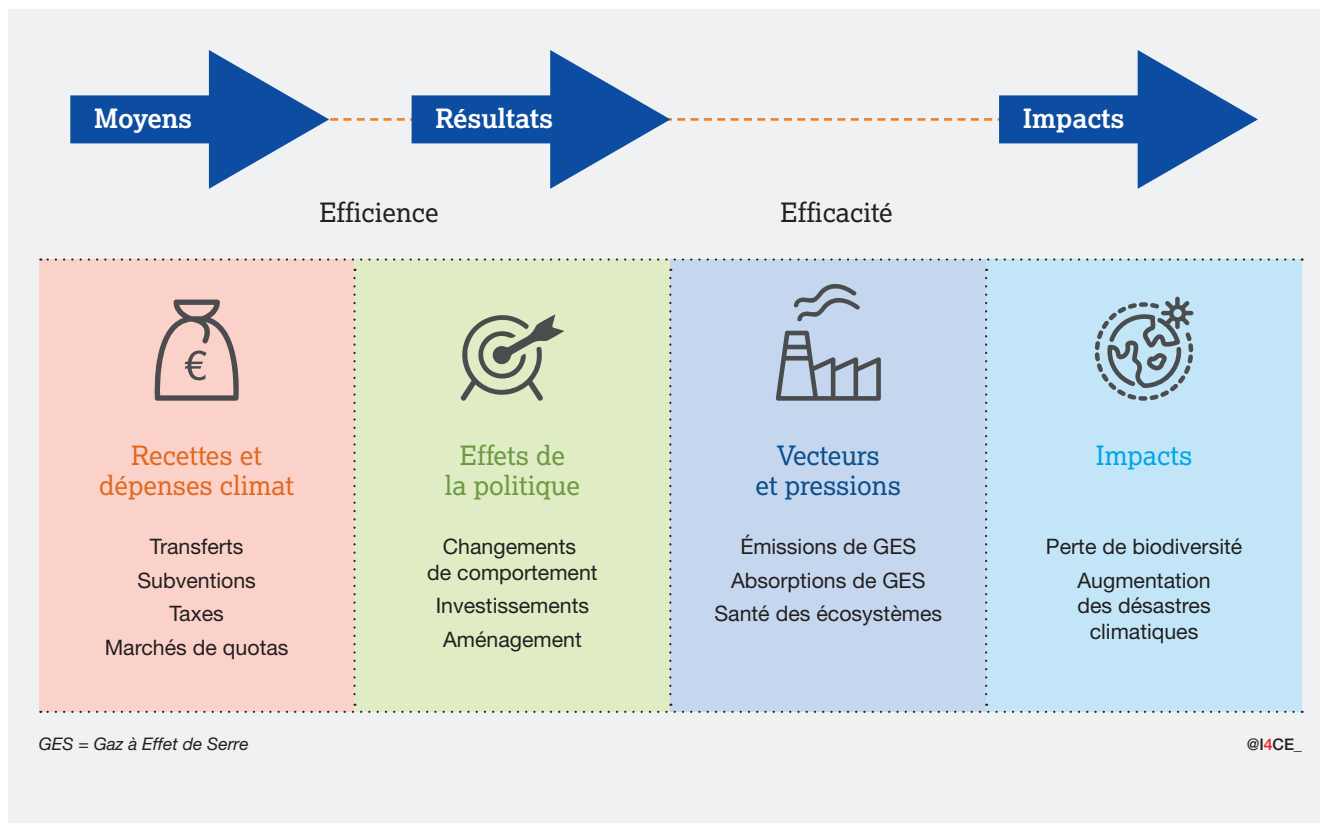 Moyens
Résultats
Impacts
Efficience
Efficacité
€
Recettes et
dépenses climat
Transferts
Subventions
Taxes
Marchés de quotas
Effets de
la politique
Changements
de comportement
Investissements
Aménagement
Vecteurs
et pressions
Émissions de GES
Absorptions de GES
Santé des écosystèmes
Impacts
Perte de biodiversité
Augmentation
des désastres
climatiques
GES = Gaz à Effet de Serre
@I4CE_